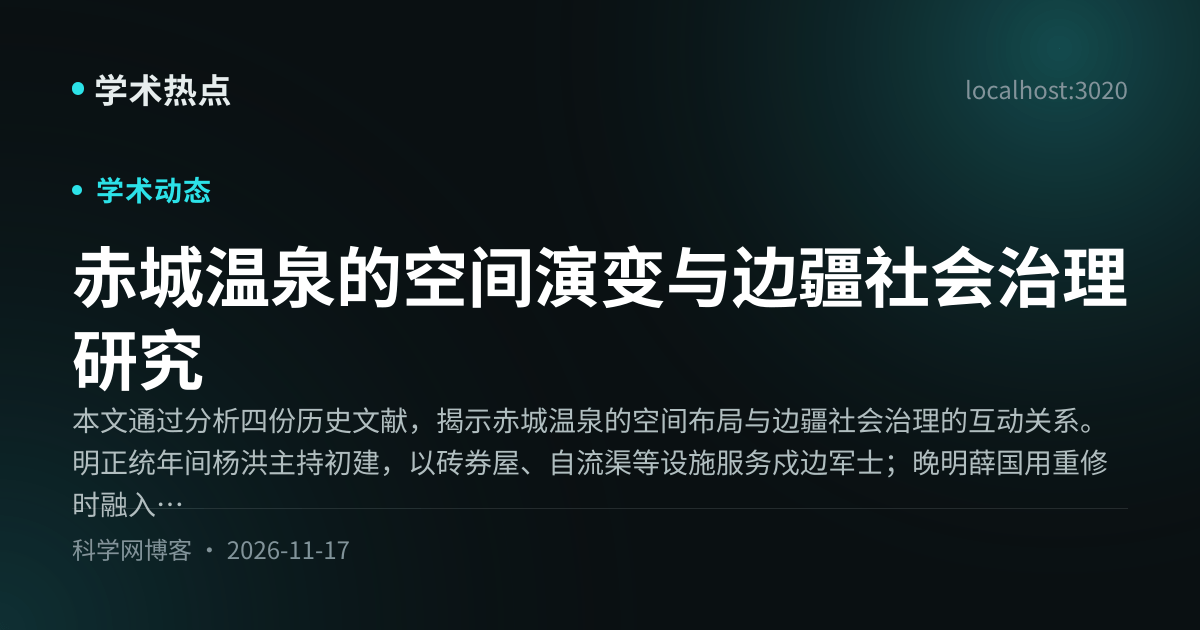 学术热点
localhost:3020
学术动态
赤城温泉的空间演变与边疆社会治理
研究
本文通过分析四份历史文献，揭示赤城温泉的空间布局与边疆社会治理的互动关系。
明正统年间杨洪主持初建，以砖券屋、自流渠等设施服务戍边军士；晚明薛国用重修
时融入…
科学网博客 · 2026-11-17